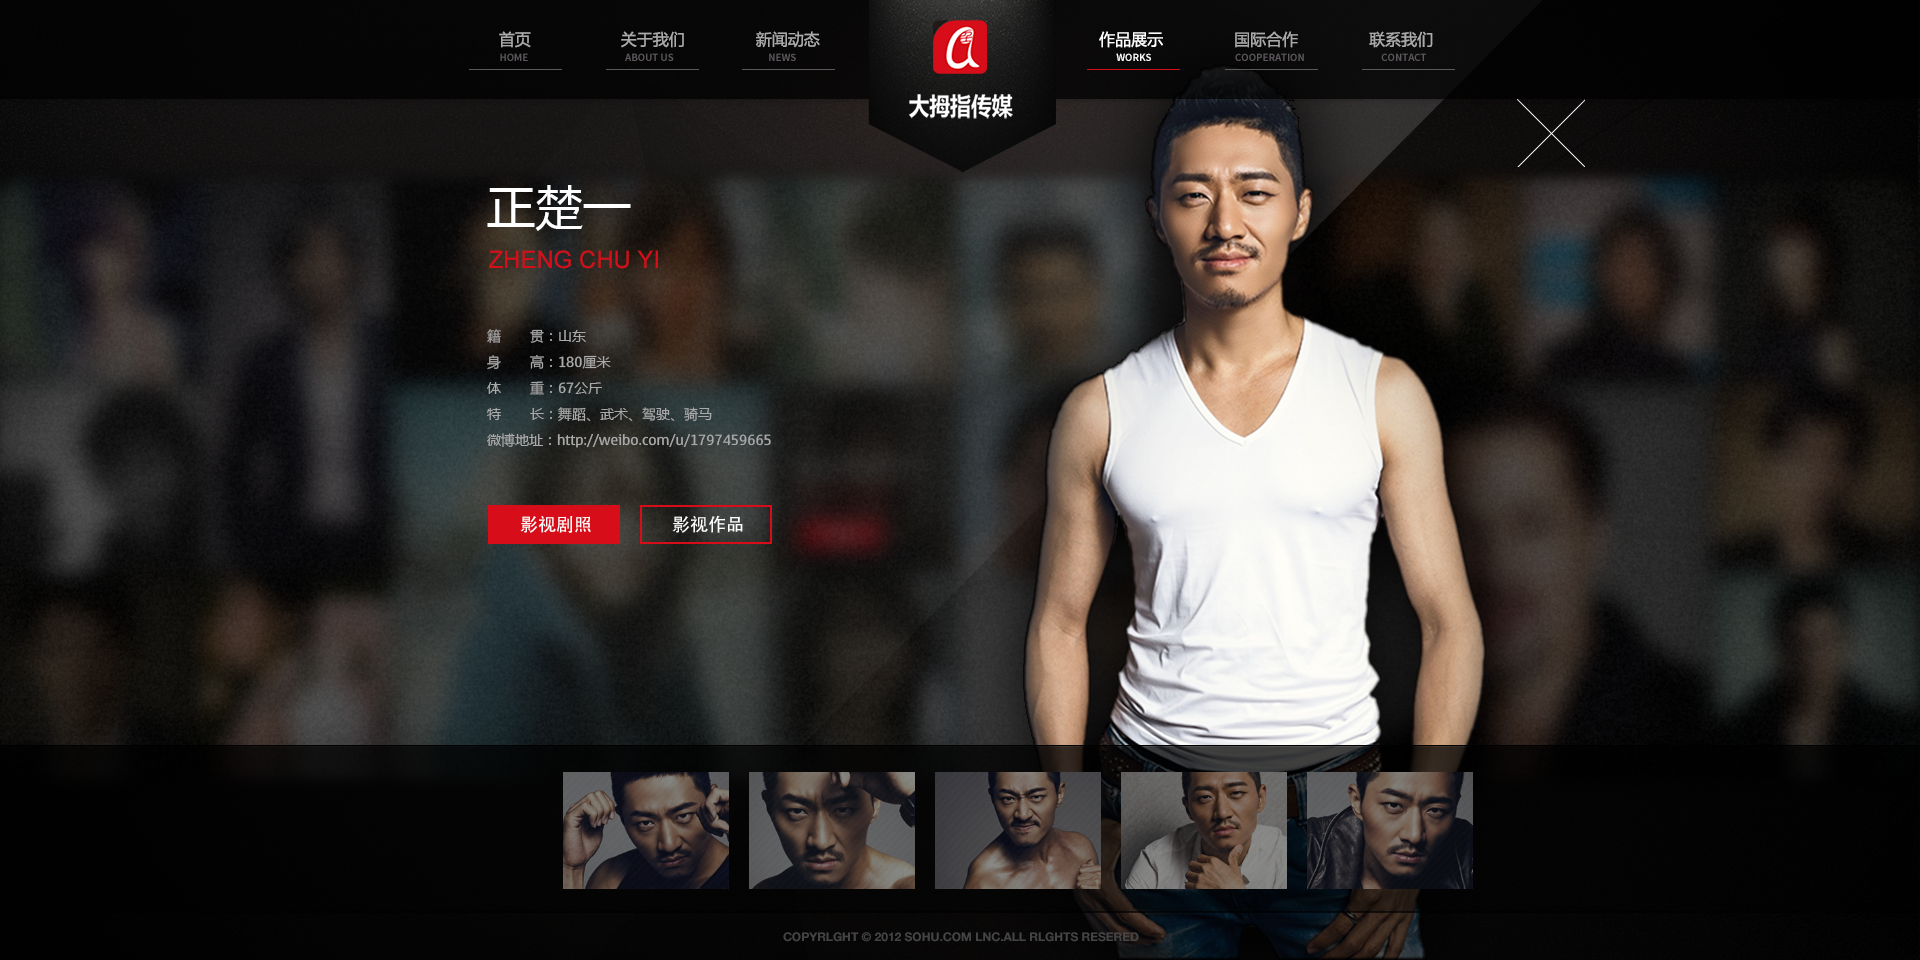 首页
HOME
关于我们
ABOUT US
新闻动态
NEWS
大拇指传媒
作品展示
WORKS
国际合作
COOPERATION
联系我们
CONTACT
正楚一
ZHENG CHU YI
籍 贯：山东
身 高：180厘米
体 重：67公斤
特 长：舞蹈、武术、驾驶、骑马
微博地址：http://weibo.com/u/1797459665
影视剧照
影视作品
COPYRLGHT © 2012 SOHU.COM LNC.ALL RLGHTS RESERED